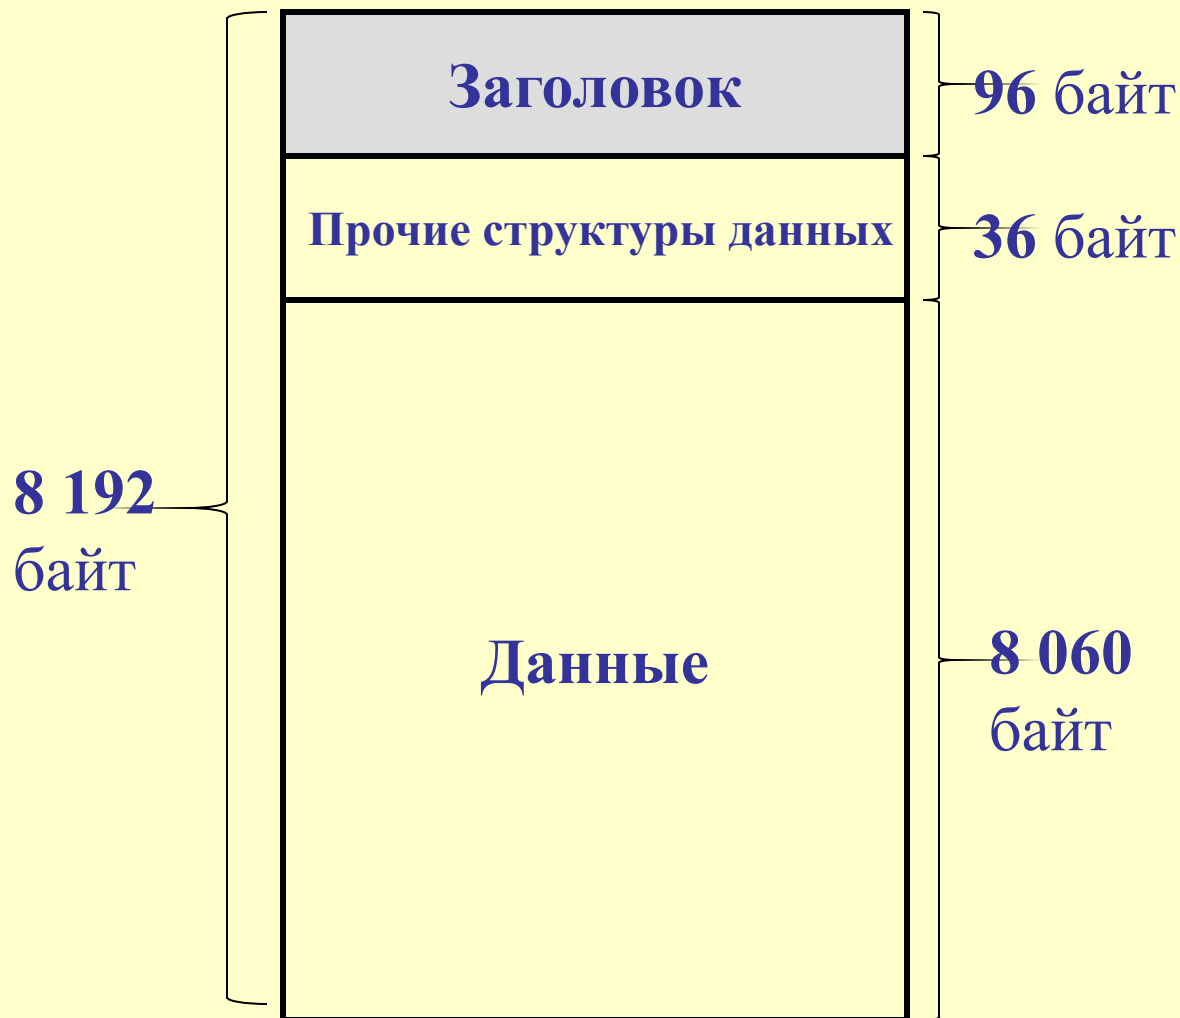 Заголовок
96 байт
Прочие структуры данных
36 байт
8 192
байт
Данные
8 060
байт